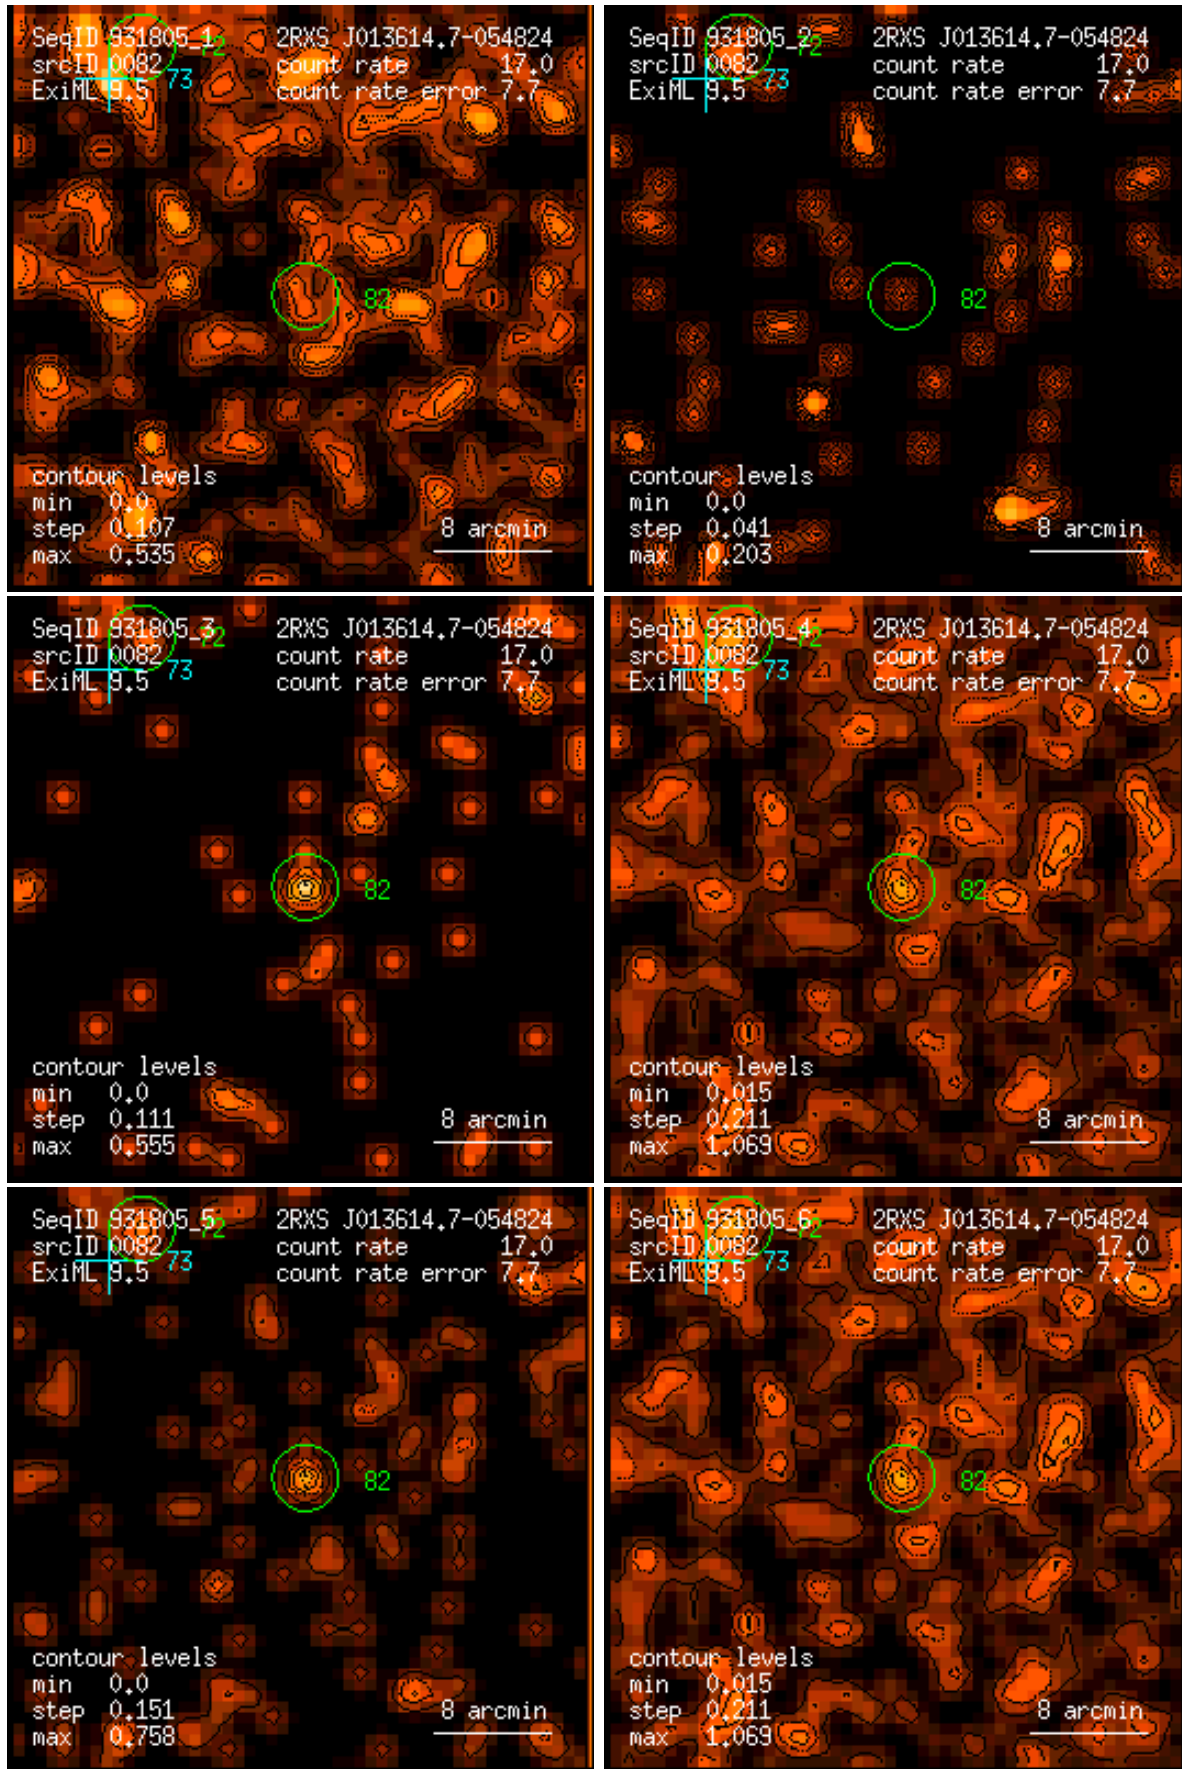 SeqID 931805_1 72 2RXS J013614.7-054824
srcID 0082 73 count rate 17.0
ExiML 9.5 count rate error 7.7
82
contour levels
min 0.0
step 0.107 8 arcmin
max 0.535
SeqID 931805_2 72 2RXS J013614.7-054824
srcID 0082 73 count rate 17.0
ExiML 9.5 count rate error 7.7
82
contour levels
min 0.0
step 0.041 8 arcmin
max 0.203
SeqID 931805_3 72 2RXS J013614.7-054824
srcID 0082 73 count rate 17.0
ExiML 9.5 count rate error 7.7
82
contour levels
min 0.0
step 0.111 8 arcmin
max 0.555
SeqID 931805_4 72 2RXS J013614.7-054824
srcID 0082 73 count rate 17.0
ExiML 9.5 count rate error 7.7
82
contour levels
min 0.015
step 0.211 8 arcmin
max 1.069
SeqID 931805_5 72 2RXS J013614.7-054824
srcID 0082 73 count rate 17.0
ExiML 9.5 count rate error 7.7
82
contour levels
min 0.0
step 0.151 8 arcmin
max 0.758
SeqID 931805_6 72 2RXS J013614.7-054824
srcID 0082 73 count rate 17.0
ExiML 9.5 count rate error 7.7
82
contour levels
min 0.015
step 0.211 8 arcmin
max 1.069